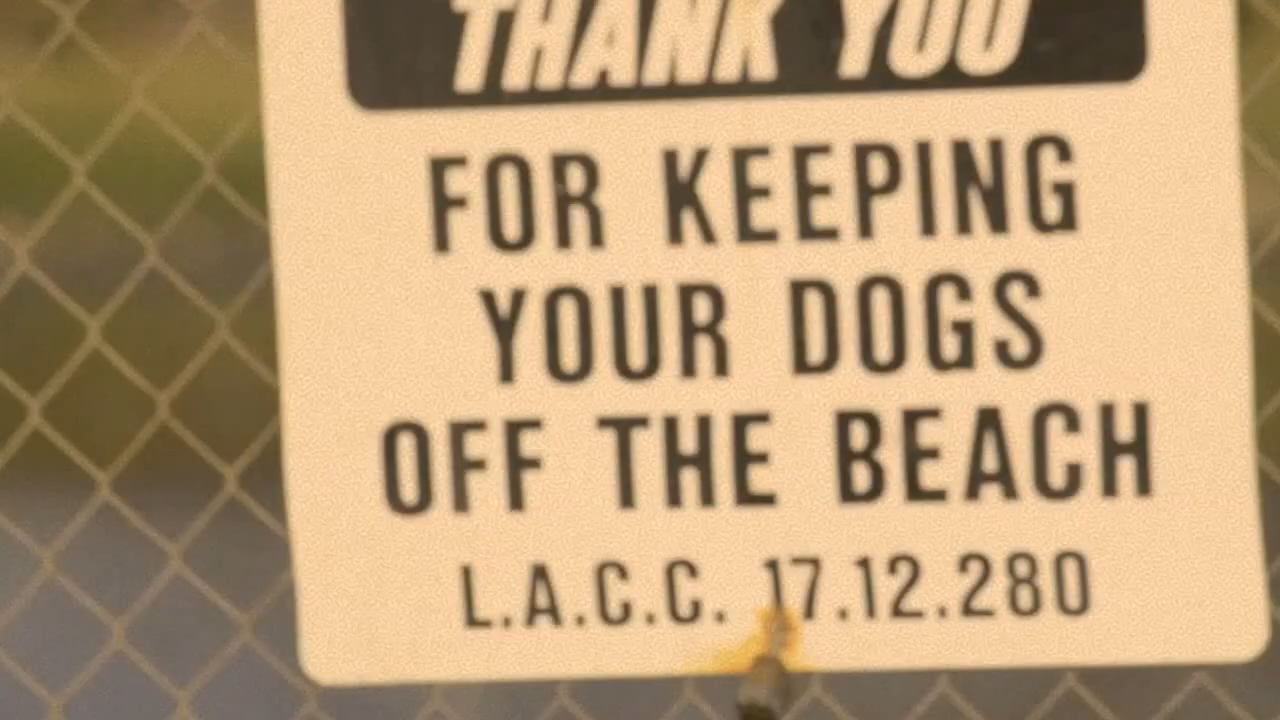 THANK YOU
FOR KEEPING
YOUR DOGS
OFF THE BEACH
L.A.C.C. 17.12.280